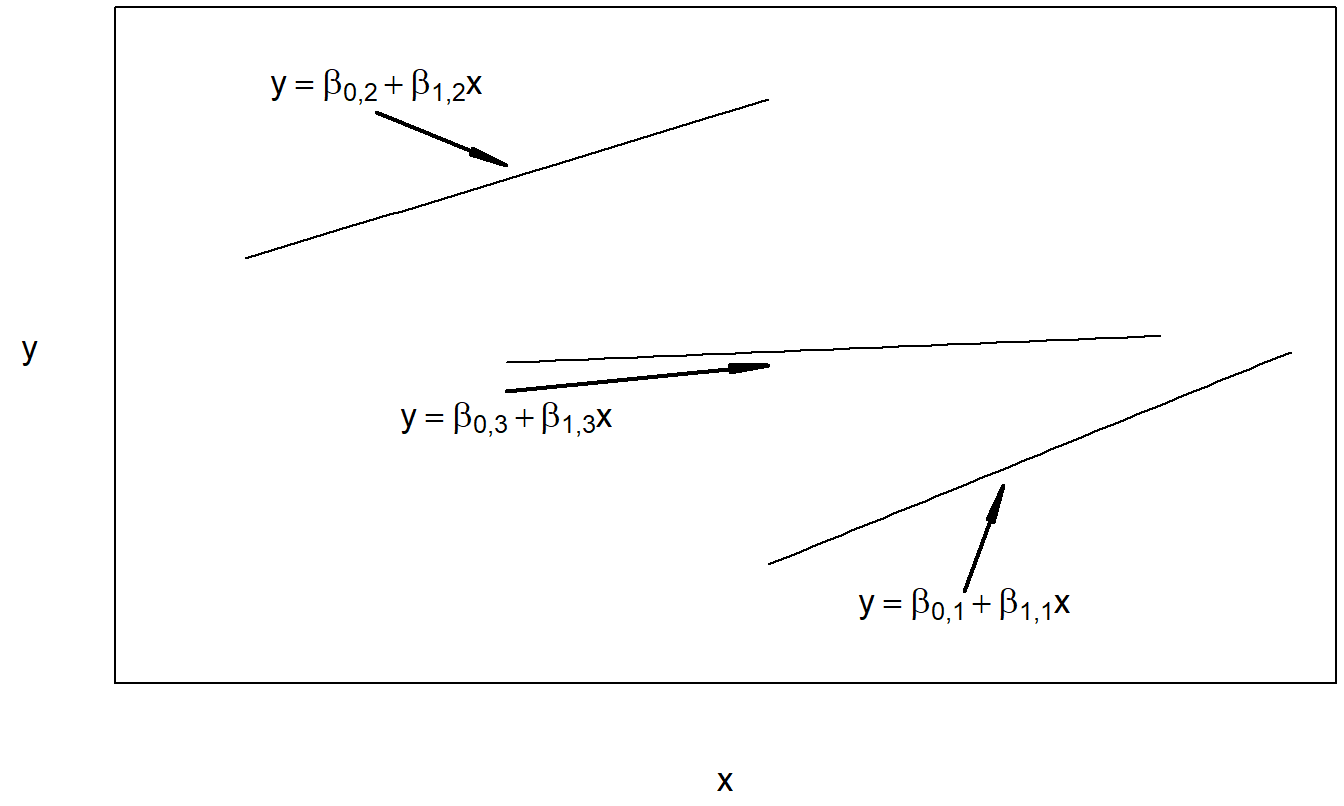 y = β0,2 + β1,2x
y
y = β0,3 + β1,3x
y = β0,1 + β1,1x
x